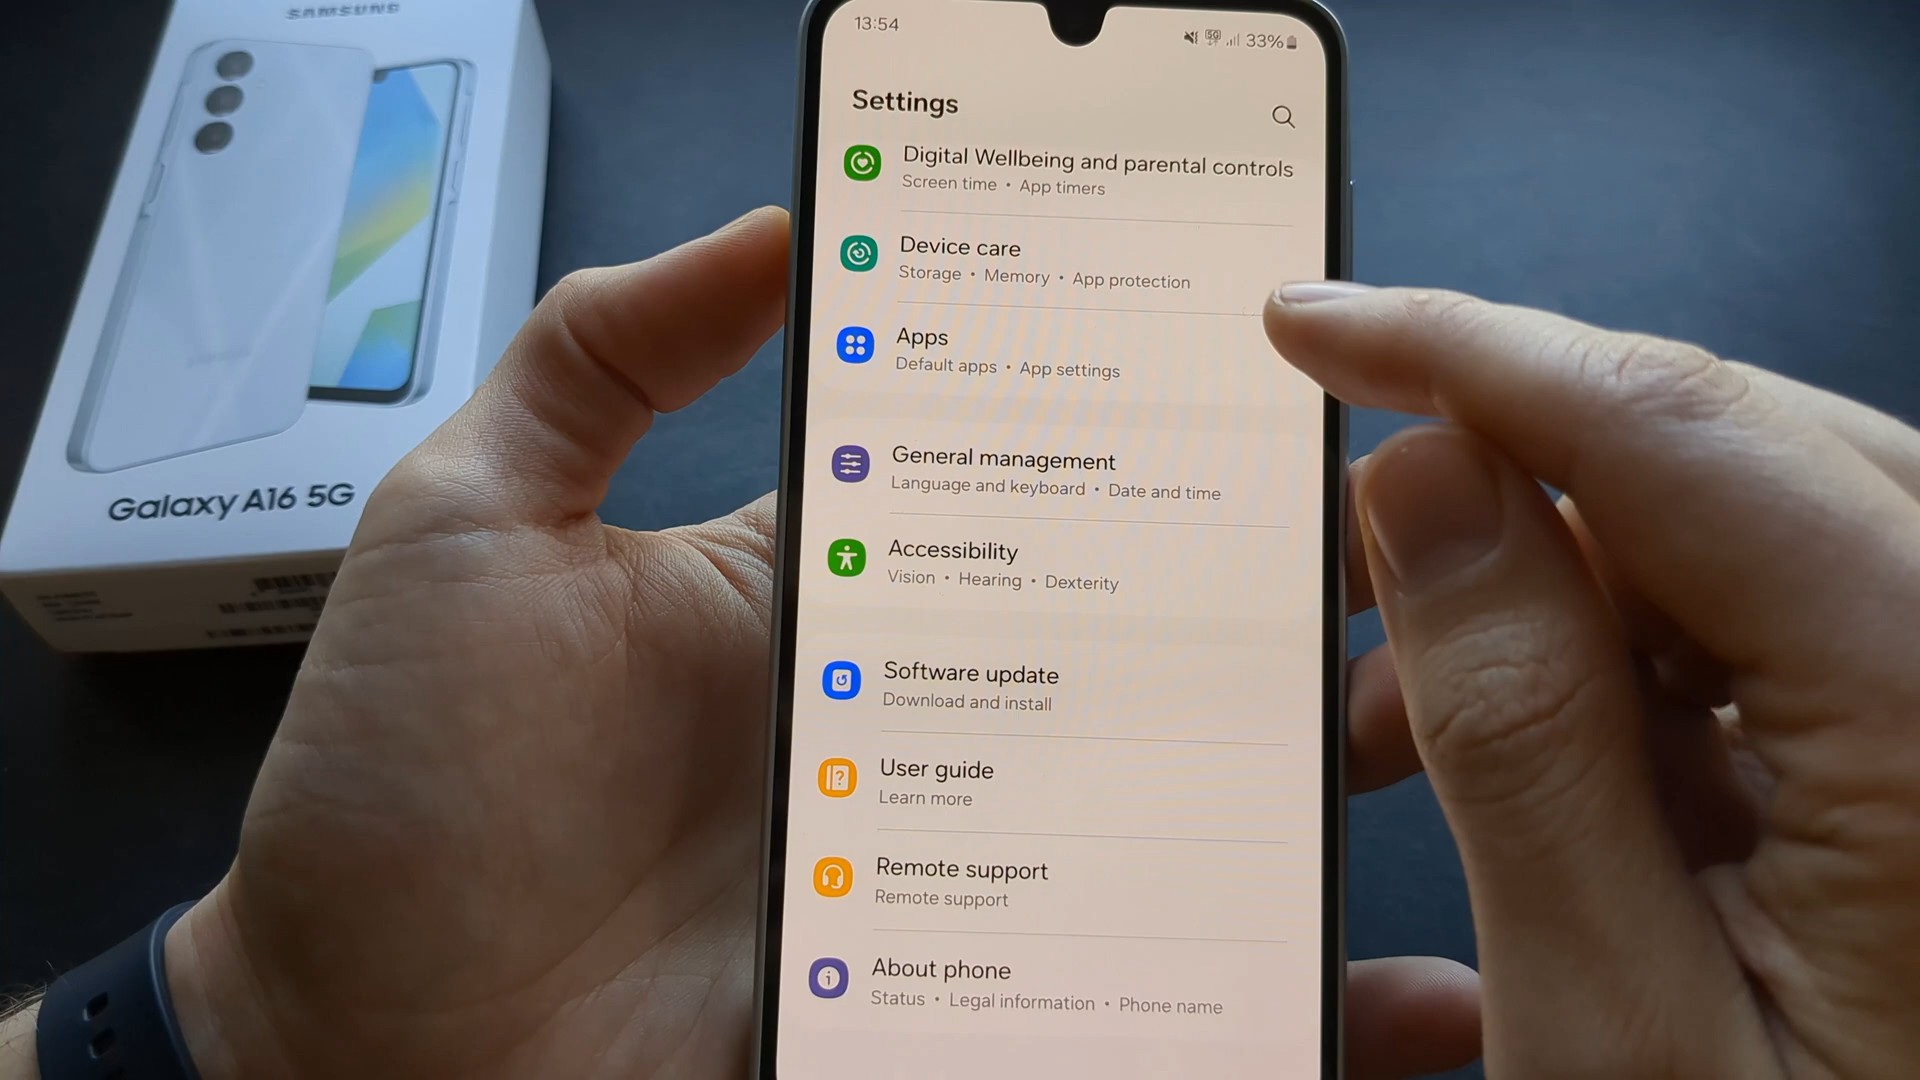 SAMSUNG
Galaxy A16 5G
13:54
5G
33%
Settings
Digital Wellbeing and parental controls
Screen time • App timers
Device care
Storage • Memory • App protection
Apps
Default apps • App settings
General management
Language and keyboard • Date and time
Accessibility
Vision • Hearing • Dexterity
Software update
Download and install
User guide
Learn more
Remote support
Remote support
About phone
Status • Legal information • Phone name